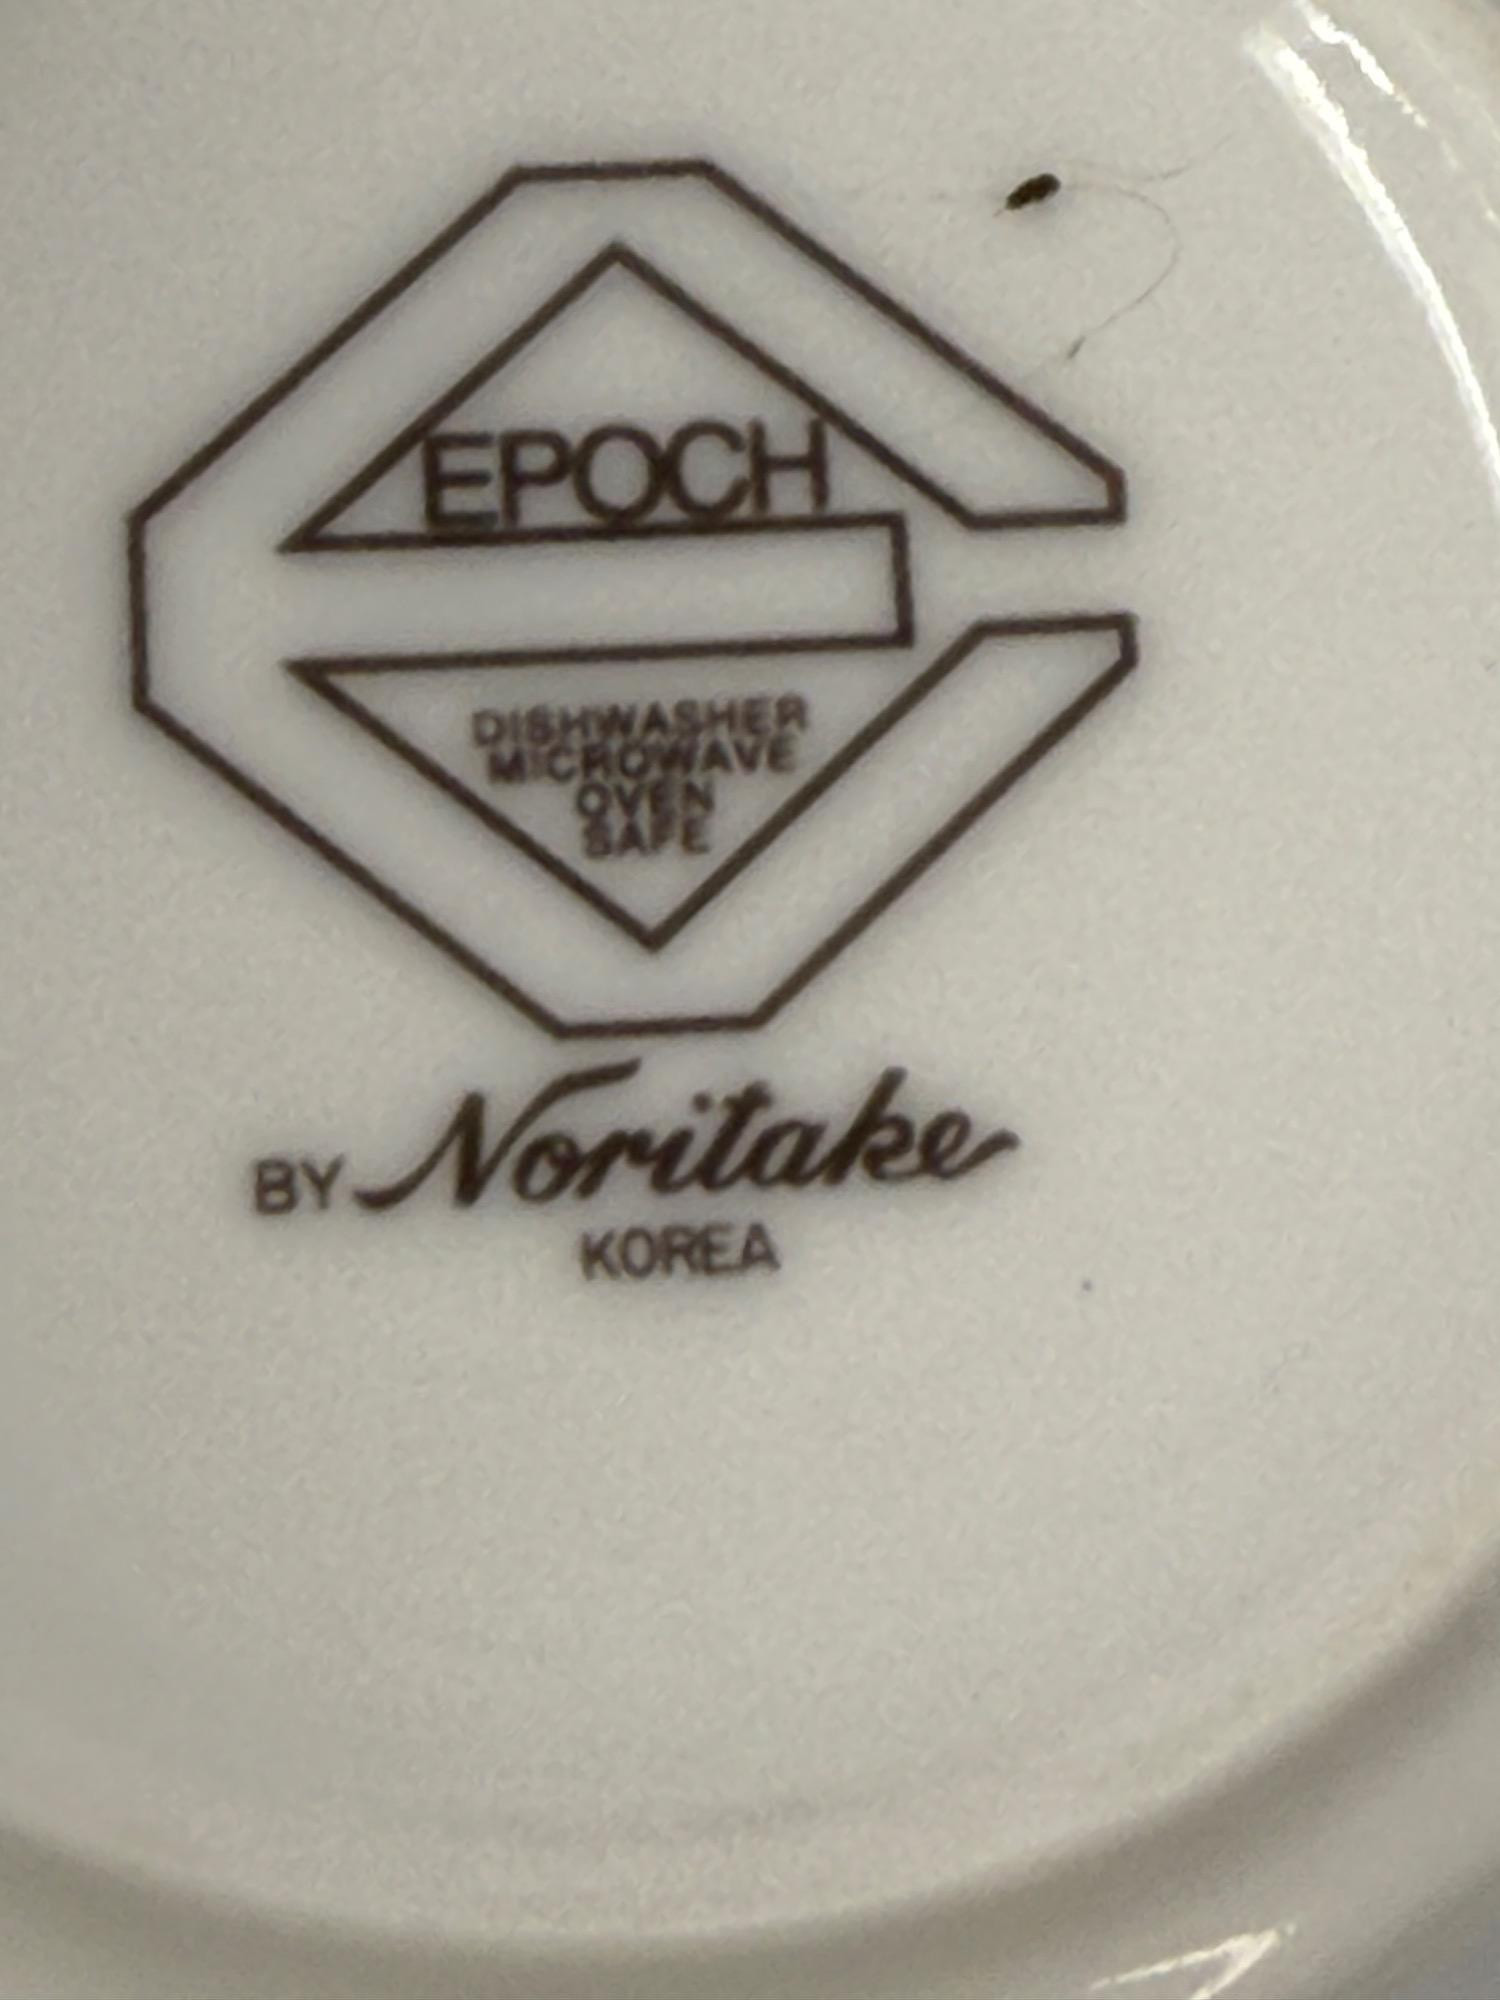 EPOCH
DISHWASHER
MICROWAVE
OVEN
SAFE
BY Noritake
KOREA